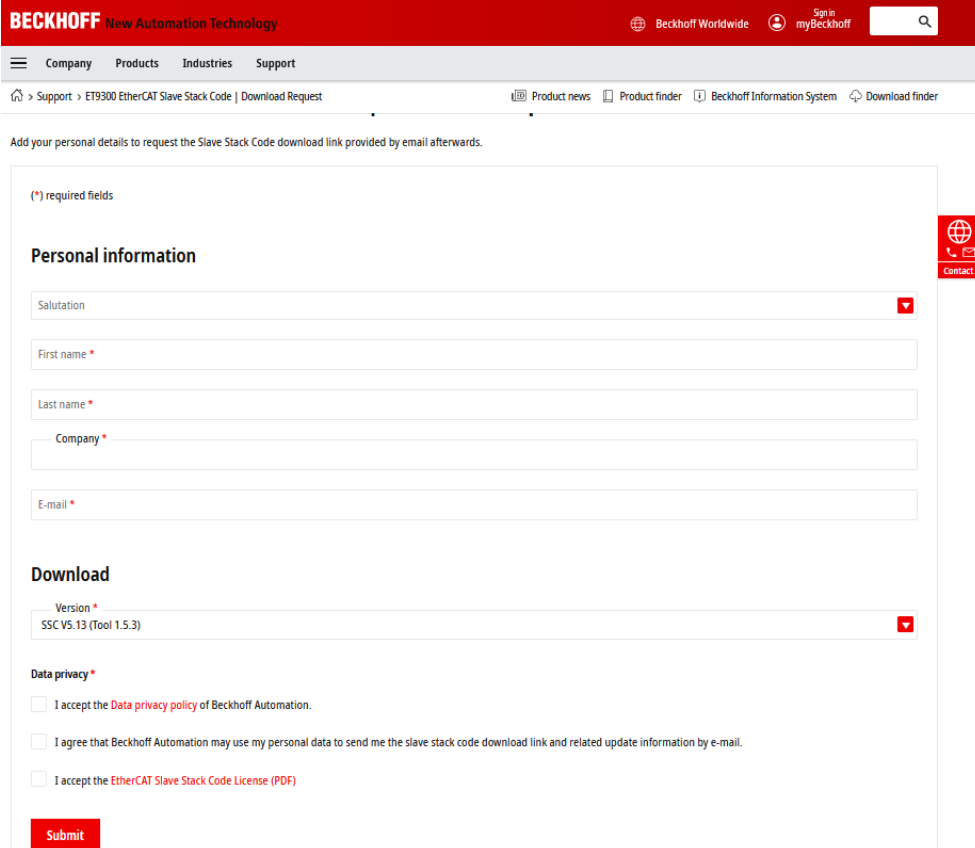 BECKHOFF New Automation Technology
Beckhoff Worldwide
Sign in
myBeckhoff
Company Products Industries Support
> Support > ET9300 EtherCAT Slave Stack Code | Download Request
Product news Product finder Beckhoff Information System Download finder
Add your personal details to request the Slave Stack Code download link provided by email afterwards.
(*) required fields
Contact
Personal information
Salutation
First name *
Last name *
Company *
E-mail *
Download
Version *
SSC V5.13 (Tool 1.5.3)
Data privacy *
I accept the Data privacy policy of Beckhoff Automation.
I agree that Beckhoff Automation may use my personal data to send me the slave stack code download link and related update information by e-mail.
I accept the EtherCAT Slave Stack Code License (PDF)
Submit